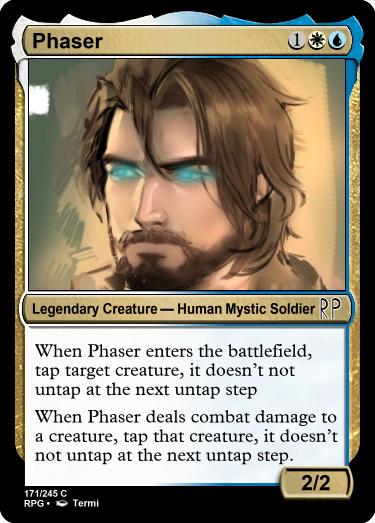 Phaser 1
Legendary Creature — Human Mystic Soldier RP
When Phaser enters the battlefield,
tap target creature, it doesn't not
untap at the next untap step
When Phaser deals combat damage to
a creature, tap that creature, it doesn't
not untap at the next untap step.
2/2
171/245 C
RPG • Termi